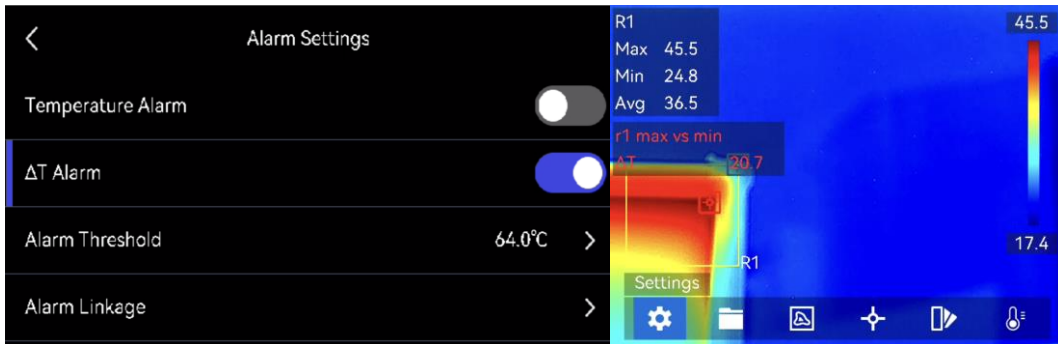 Alarm Settings
Temperature Alarm
ΔT Alarm
Alarm Threshold 64.0°C
Alarm Linkage
R1
Max 45.5
Min 24.8
Avg 36.5
r1 max vs min
ΔT 20.7
45.5
17.4
R1
Settings